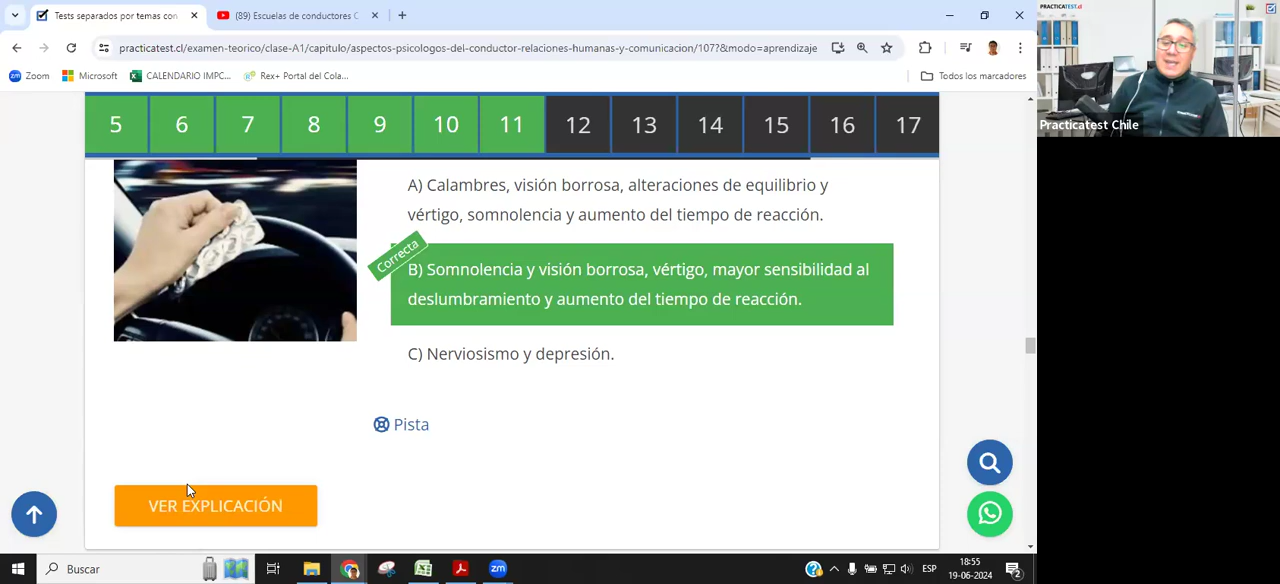 Tests separados por temas con
(89) Escuelas de conductores C
practicatest.cl/examen-teorico/clase-A1/capitulo/aspectos-psicologos-del-conductor-relaciones-humanas-y-comunicacion/107?&modo=aprendizaje
Zoom
Microsoft
CALENDARIO IMPC...
Rex+ Portal del Cola...
Todos los marcadores
5 6 7 8 9 10 11 12 13 14 15 16 17
A) Calambres, visión borrosa, alteraciones de equilibrio y
vértigo, somnolencia y aumento del tiempo de reacción.
Correcta
B) Somnolencia y visión borrosa, vértigo, mayor sensibilidad al
deslumbramiento y aumento del tiempo de reacción.
C) Nerviosismo y depresión.
Pista
VER EXPLICACIÓN
PRACTICATEST.cl
Practicatest Chile
Buscar
ESP
18:55
19-06-2024
2